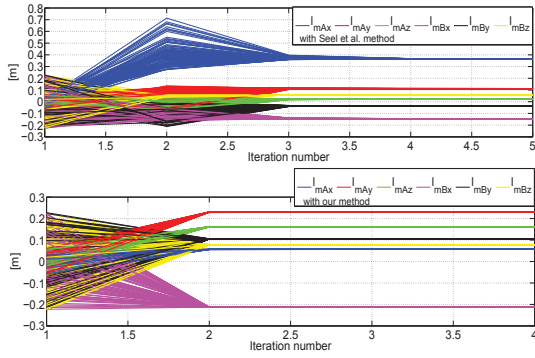 0.8
0.7
0.6
0.5
0.4
0.3
0.2
0.1
0
−0.1
−0.2
−0.3
[m]
1 1.5 2 2.5 3 3.5 4 4.5 5
Iteration number
l_mAx l_mAy l_mAz l_mBx l_mBy l_mBz
with Seel et al. method
0.3
0.2
0.1
0
−0.1
−0.2
−0.3
[m]
1 1.5 2 2.5 3 3.5 4
Iteration number
l_mAx l_mAy l_mAz l_mBx l_mBy l_mBz
with our method